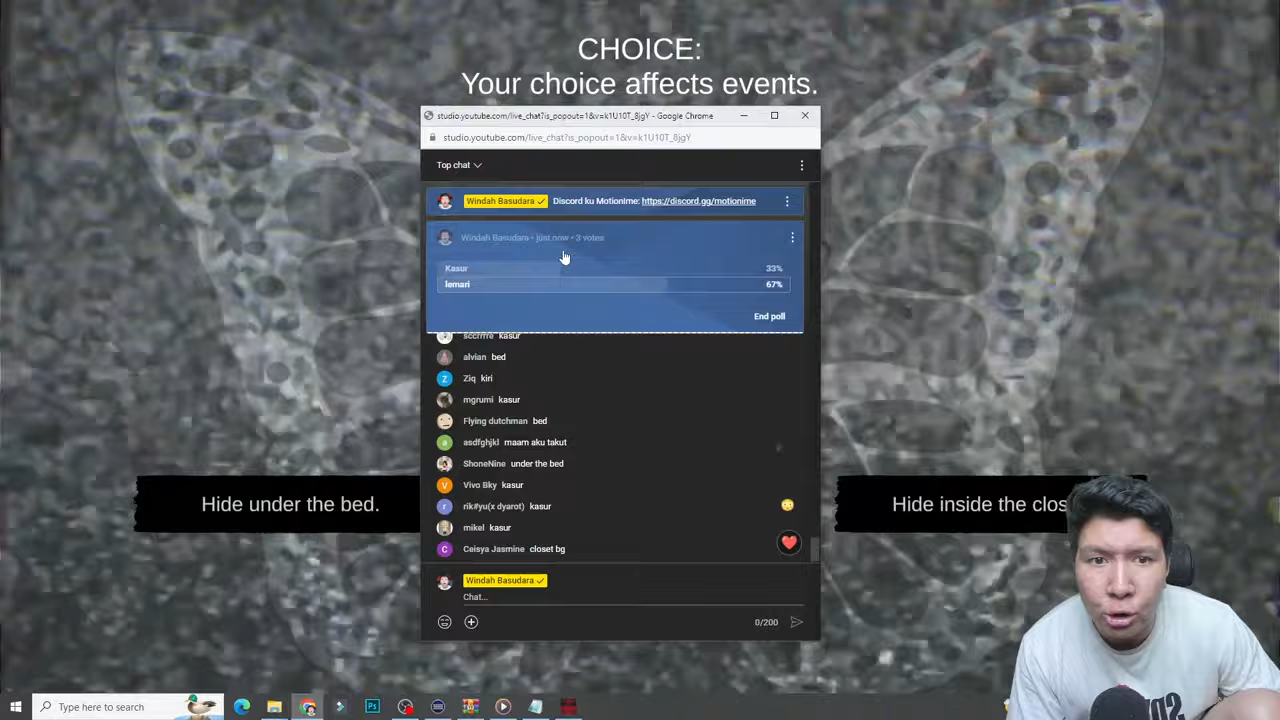 CHOICE:
Your choice affects events.
studio.youtube.com/live_chat?is_popout=1&v=k1U10T_8jgY - Google Chrome
studio.youtube.com/live_chat?is_popout=1&v=k1U10T_8jgY
Top chat
Windah Basudara Discord ku MotionIme: https://discord.gg/motionime
Windah Basudara • just now • 3 votes
Kasur 33%
lemari 67%
End poll
sccrrrre kasur
alvian bed
Ziq kiri
mgrumi kasur
Flying dutchman bed
asdfghjkl maam aku takut
ShoneNine under the bed
Vivo Bky kasur
rik#yu(x dyarot) kasur
mikel kasur
Ceisya Jasmine closet bg
Hide under the bed.
Hide inside the clos
Windah Basudara
Chat...
0/200
Type here to search